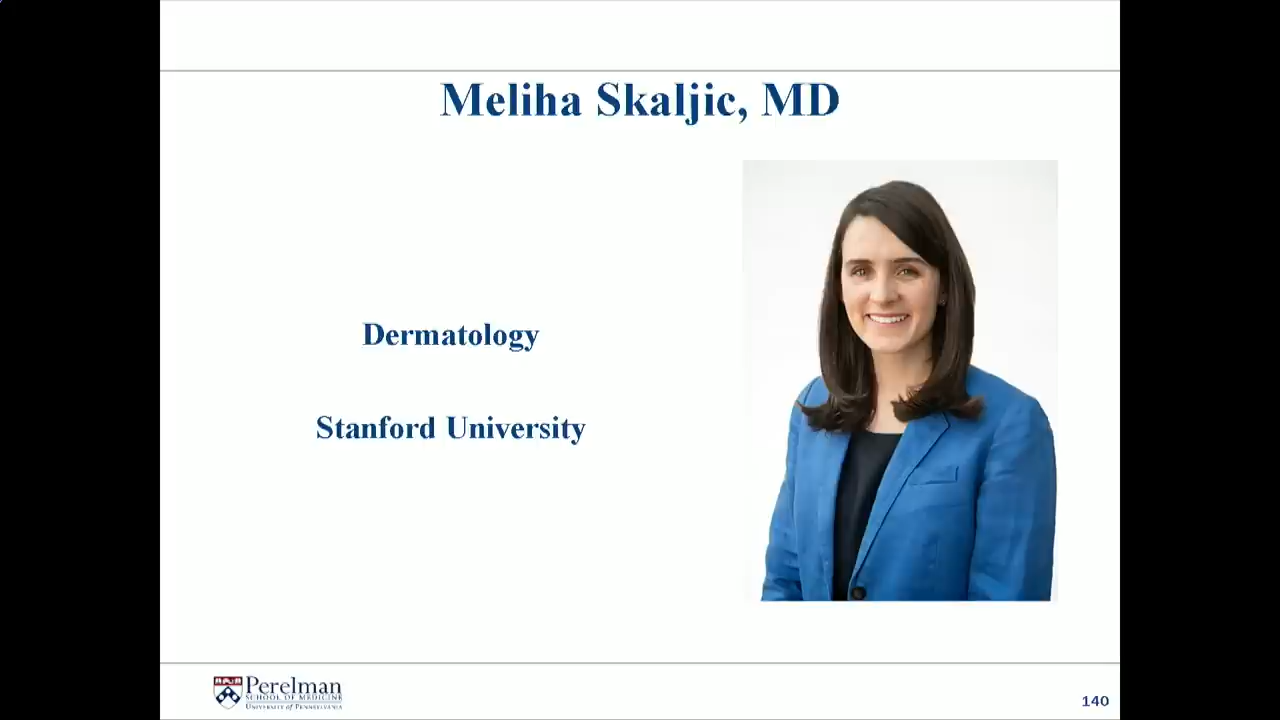 Meliha Skaljic, MD
Dermatology
Stanford University
Perelman
SCHOOL OF MEDICINE
UNIVERSITY of PENNSYLVANIA
140